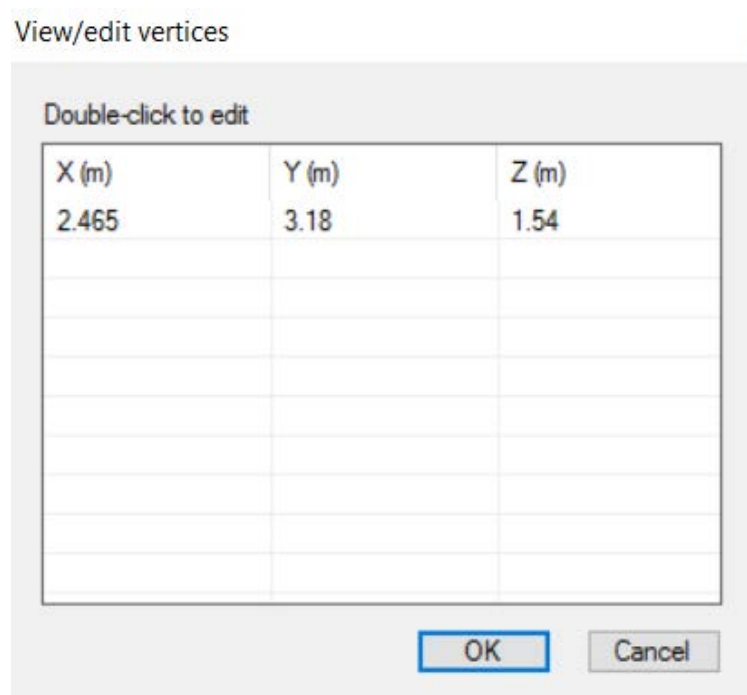 View/edit vertices
Double-click to edit
X (m) Y (m) Z (m)
2.465 3.18 1.54
OK Cancel